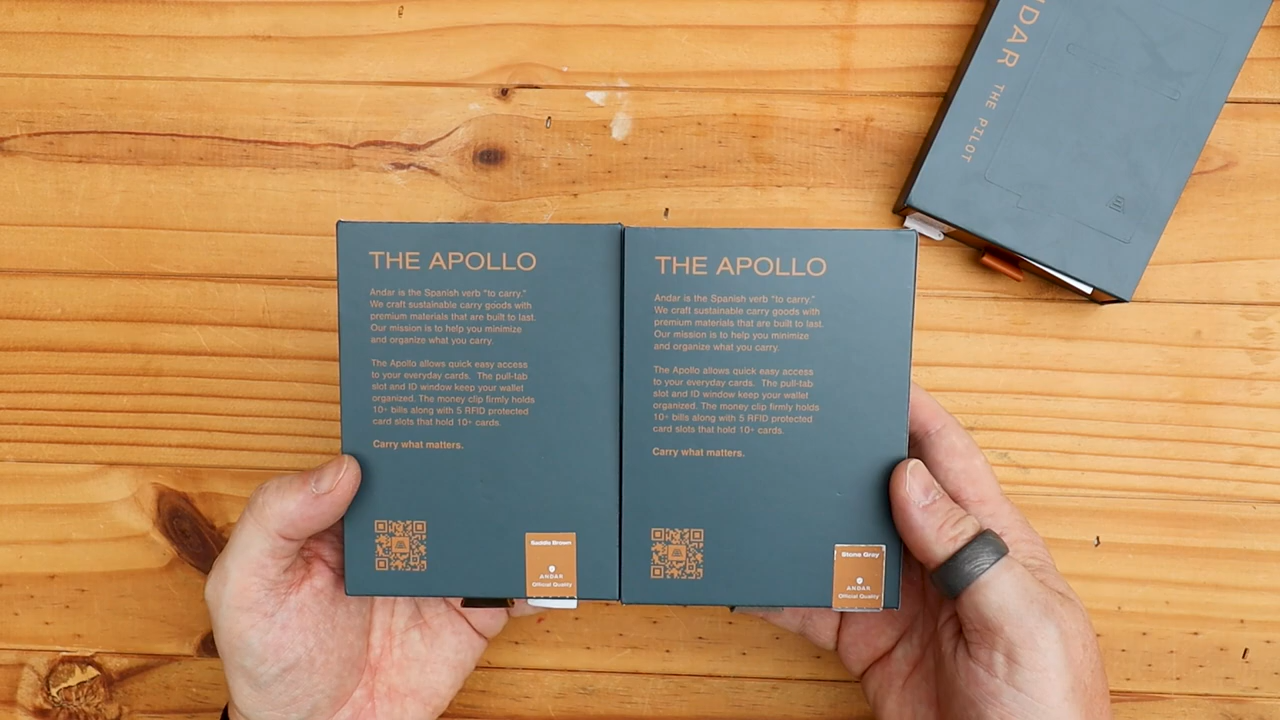 THE APOLLO
Andar is the Spanish verb "to carry."
We craft sustainable carry goods with
premium materials that are built to last.
Our mission is to help you minimize
and organize what you carry.
The Apollo allows quick easy access
to your everyday cards. The pull-tab
slot and ID window keep your wallet
organized. The money clip firmly holds
10+ bills along with 5 RFID protected
card slots that hold 10+ cards.
Carry what matters.
Saddle Brown
ANDAR
Official Quality
THE APOLLO
Andar is the Spanish verb "to carry."
We craft sustainable carry goods with
premium materials that are built to last.
Our mission is to help you minimize
and organize what you carry.
The Apollo allows quick easy access
to your everyday cards. The pull-tab
slot and ID window keep your wallet
organized. The money clip firmly holds
10+ bills along with 5 RFID protected
card slots that hold 10+ cards.
Carry what matters.
Stone Gray
ANDAR
Official Quality
NDAR THE PILOT